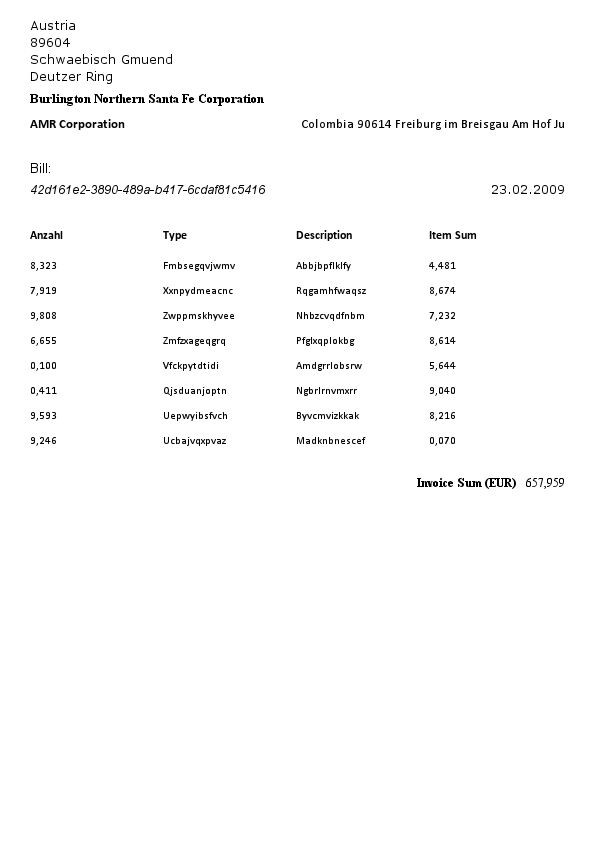 Austria
89604
Schwaebisch Gmuend
Deutzer Ring
Burlington Northern Santa Fe Corporation
AMR Corporation Colombia 90614 Freiburg im Breisgau Am Hof Ju
Bill:
42d161e2-3890-489a-b417-6cdaf81c5416 23.02.2009
Anzahl Type Description Item Sum
8,323 Fmbsegqvjwmv Abbjbpflklfy 4,481
7,919 Xxnpydmeacnc Rqgamhfwaqsz 8,674
9,808 Zwppmskhyvee Nhbzcvqdfnbm 7,232
6,655 Zmfzxageqgrq Pfglxqplokbg 8,614
0,100 Vfckpytdtidi Amdgrrlobsrw 5,644
0,411 Qjsduanjoptn Ngbrlrnvmxrr 9,040
9,593 Uepwyibsfvch Byvcmvizkkak 8,216
9,246 Ucbajvqxpvaz Madknbnescef 0,070
Invoice Sum (EUR) 657,959